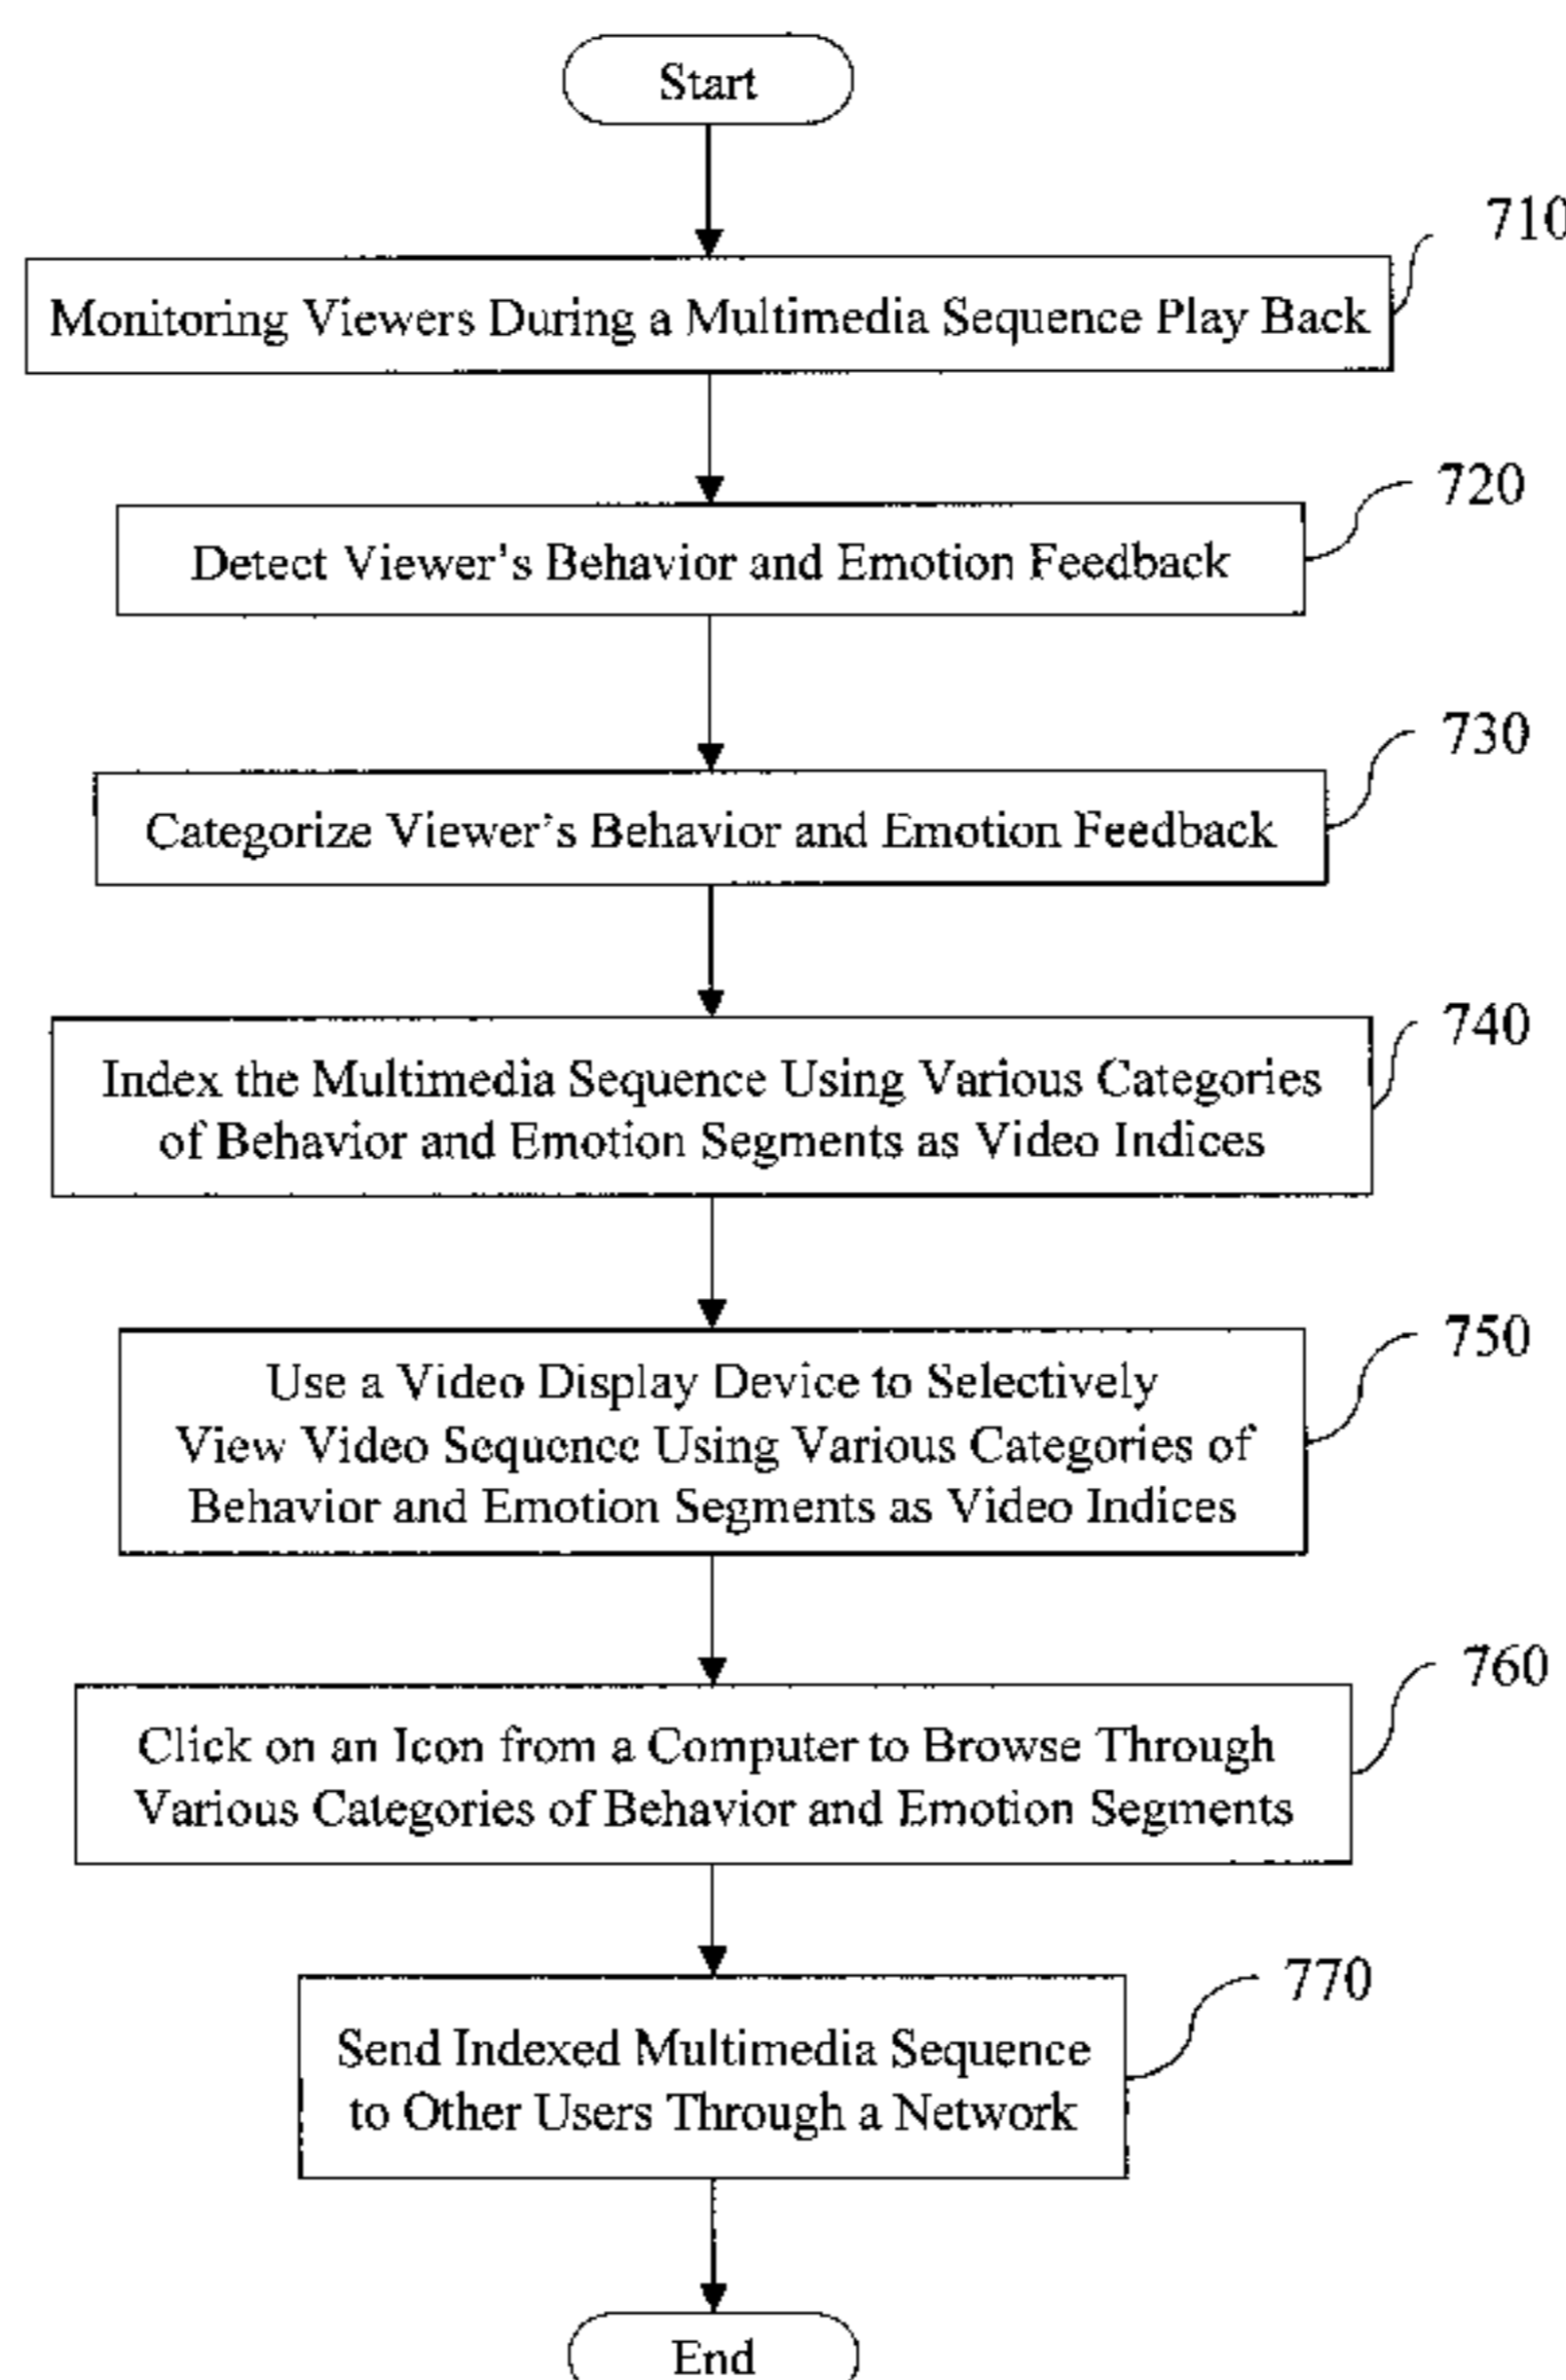 Start
710
Monitoring Viewers During a Multimedia Sequence Play Back
720
Detect Viewer's Behavior and Emotion Feedback
730
Categorize Viewer's Behavior and Emotion Feedback
740
Index the Multimedia Sequence Using Various Categories
of Behavior and Emotion Segments as Video Indices
750
Use a Video Display Device to Selectively
View Video Sequence Using Various Categories of
Behavior and Emotion Segments as Video Indices
760
Click on an Icon from a Computer to Browse Through
Various Categories of Behavior and Emotion Segments
770
Send Indexed Multimedia Sequence
to Other Users Through a Network
End